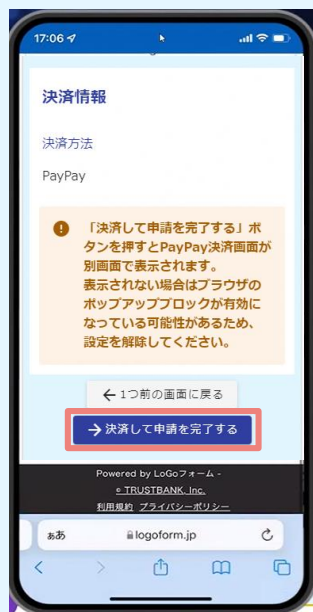 17:06
決済情報
決済方法
PayPay
「決済して申請を完了する」ボ
タンを押すとPayPay決済画面が
別画面で表示されます。
表示されない場合はブラウザの
ポップアップブロックが有効に
なっている可能性があるため、
設定を解除してください。
←1つ前の画面に戻る
→決済して申請を完了する
Powered by LoGoフォーム -
© TRUSTBANK, Inc.
利用規約 プライバシーポリシー
ぁあ logoform.jp